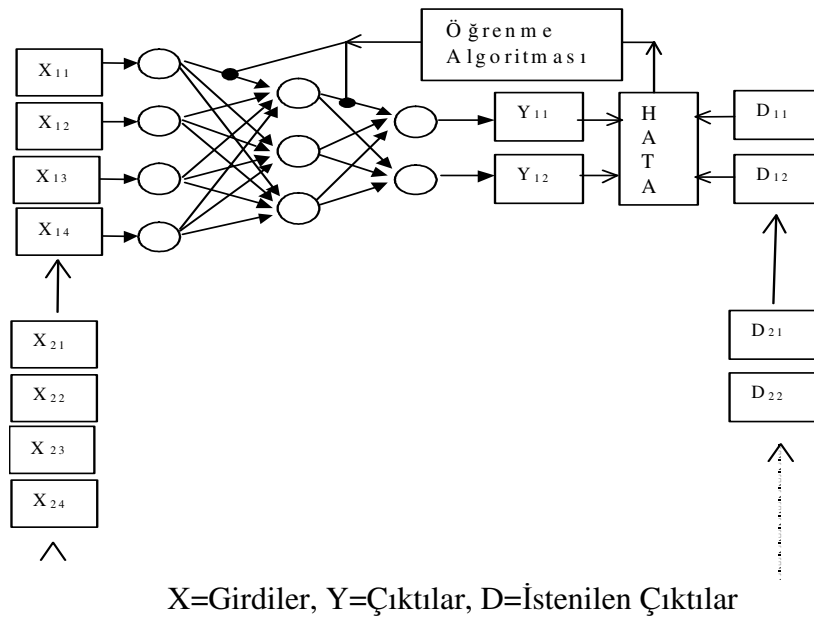 Öğrenme
Algoritması
X11
X12
X13
X14
Y11
Y12
H
A
T
A
D11
D12
X21
X22
X23
X24
D21
D22
X=Girdiler, Y=Çıktılar, D=İstenilen Çıktılar